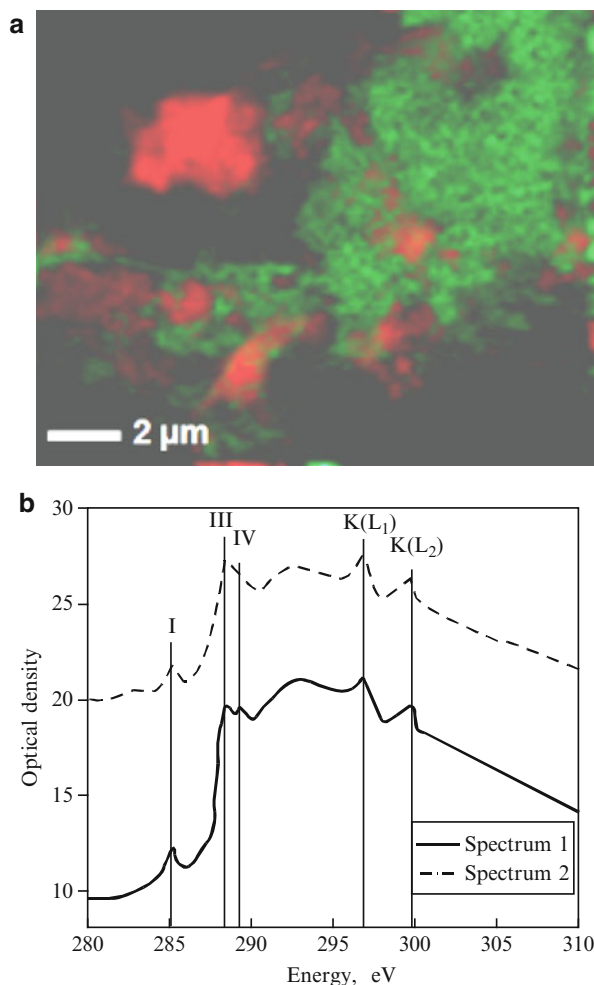 a
2 µm
b
30
25
20
15
10
Optical density
I
III
IV
K(L₁)
K(L₂)
Spectrum 1
Spectrum 2
280 285 290 295 300 305 310
Energy, eV